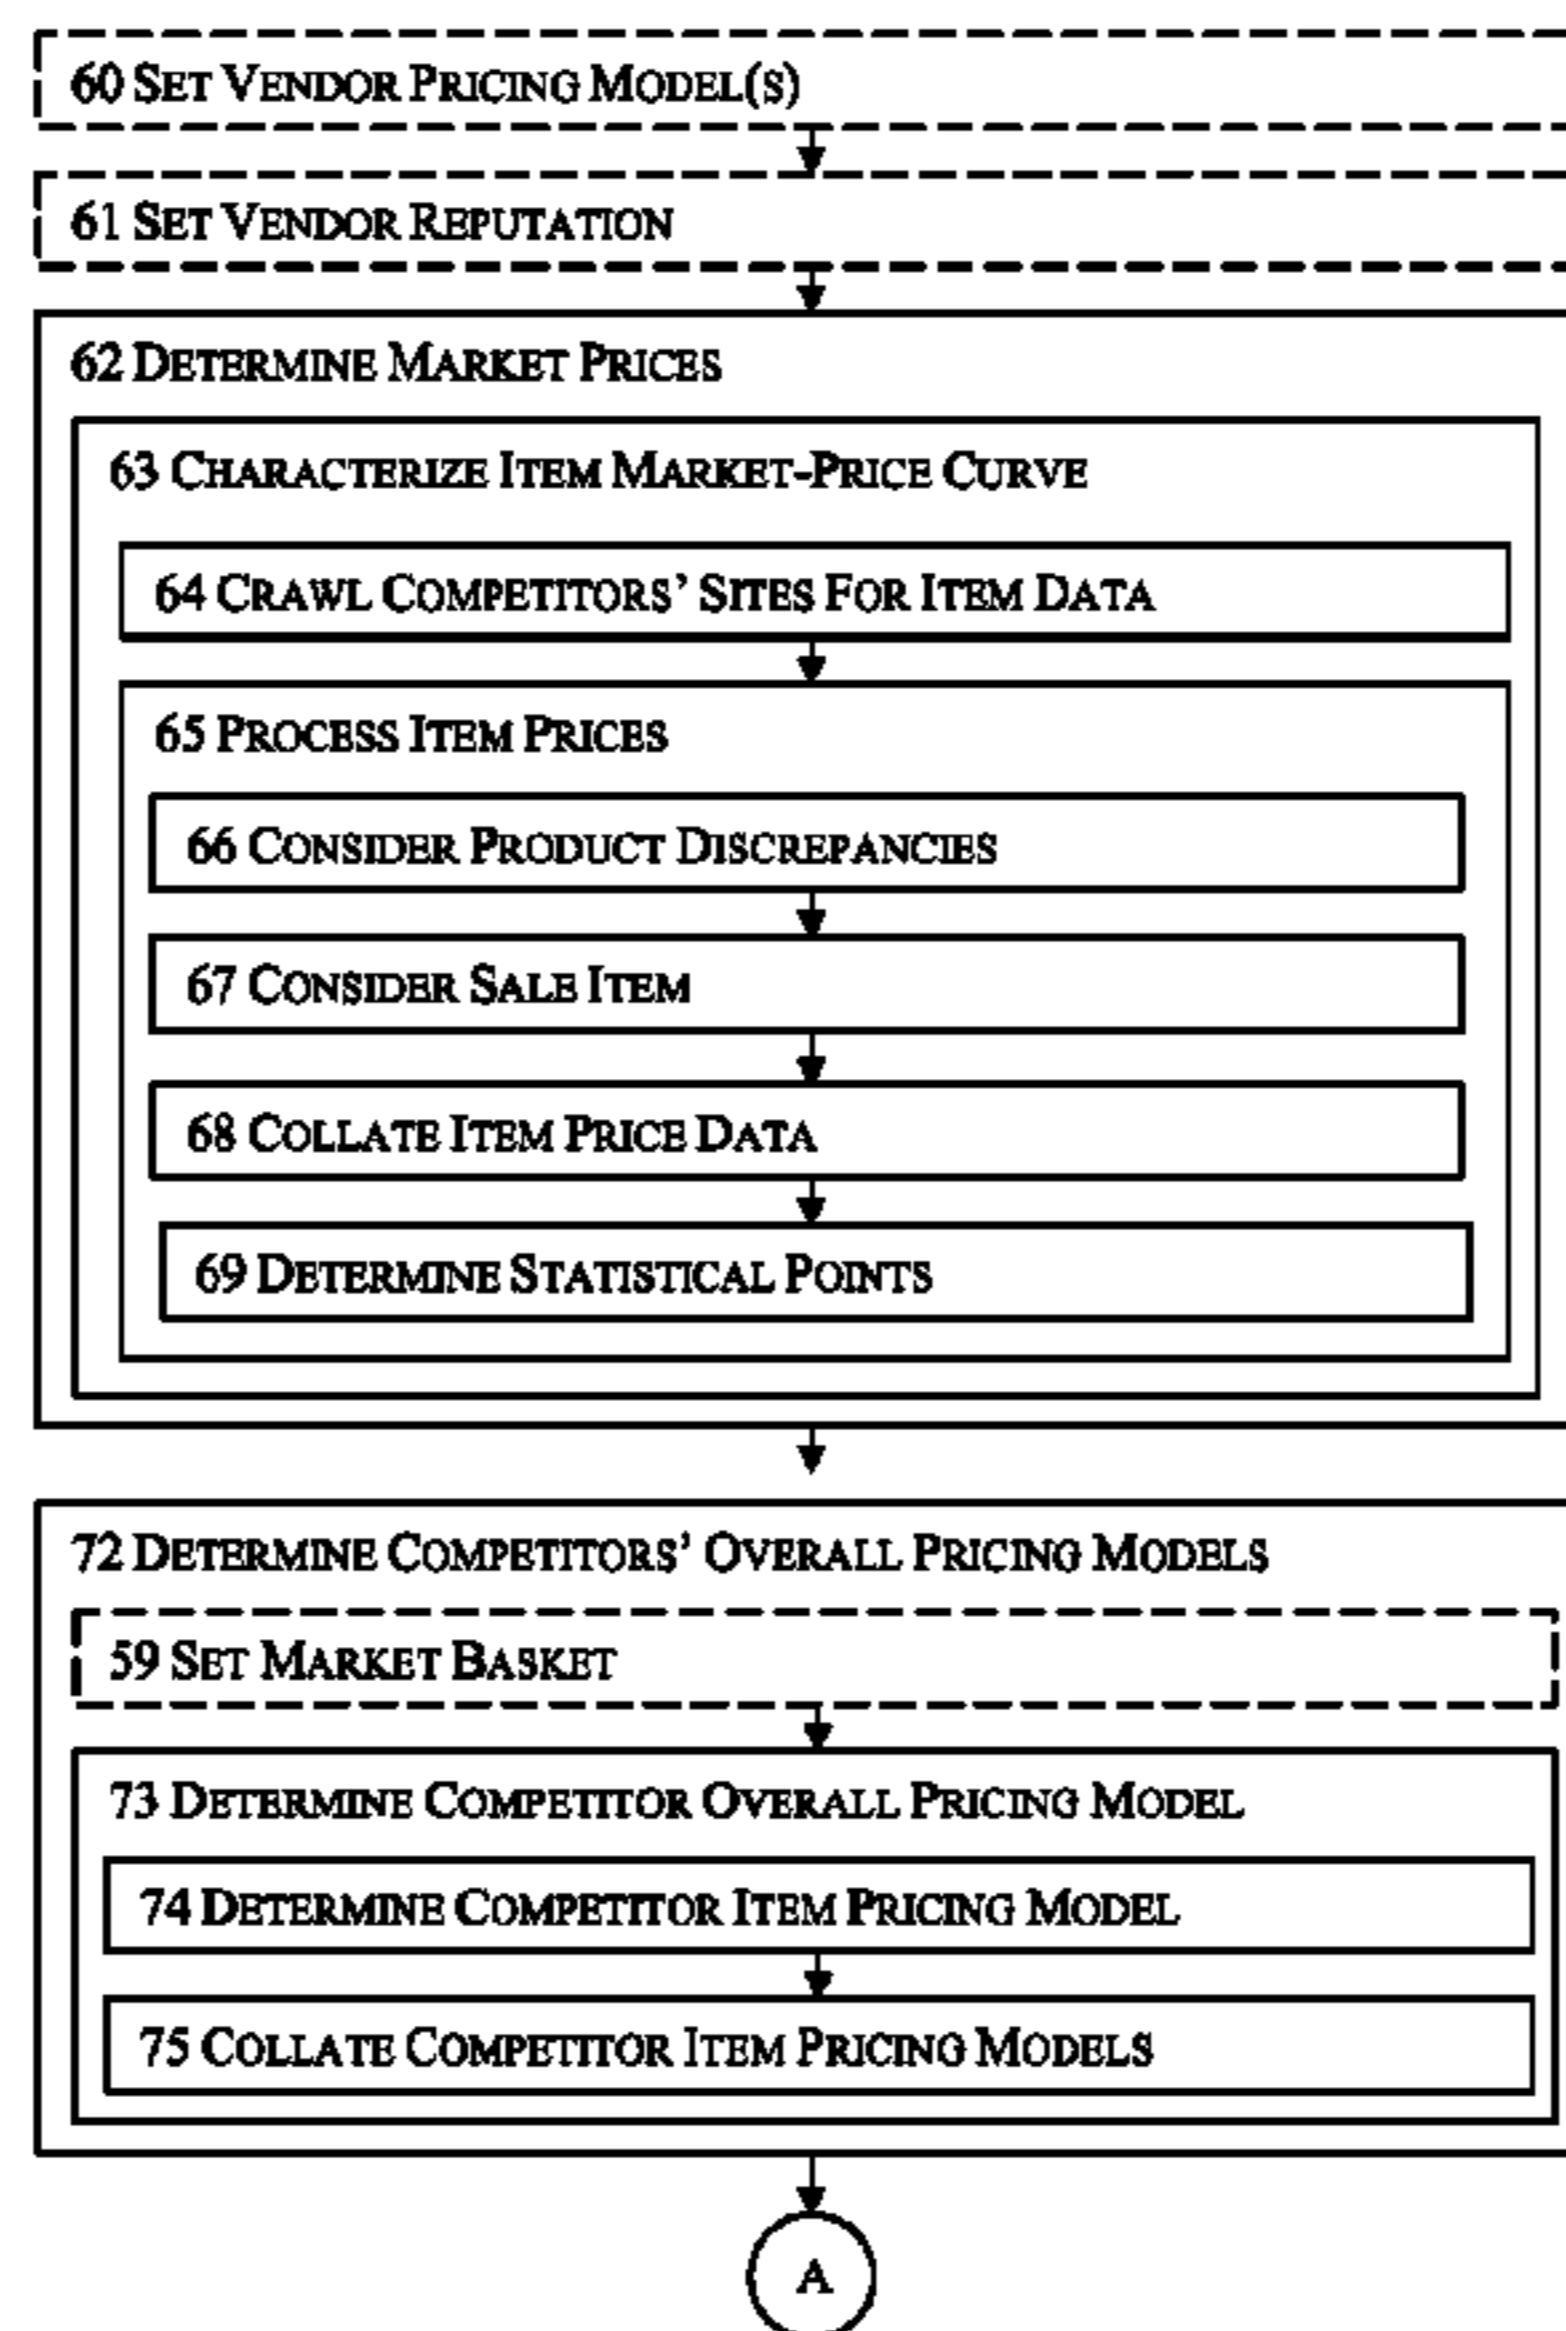 60 SET VENDOR PRICING MODEL(S)
61 SET VENDOR REPUTATION
62 DETERMINE MARKET PRICES
63 CHARACTERIZE ITEM MARKET-PRICE CURVE
64 CRAWL COMPETITORS’ SITES FOR ITEM DATA
65 PROCESS ITEM PRICES
66 CONSIDER PRODUCT DISCREPANCIES
67 CONSIDER SALE ITEM
68 COLLATE ITEM PRICE DATA
69 DETERMINE STATISTICAL POINTS
72 DETERMINE COMPETITORS’ OVERALL PRICING MODELS
59 SET MARKET BASKET
73 DETERMINE COMPETITOR OVERALL PRICING MODEL
74 DETERMINE COMPETITOR ITEM PRICING MODEL
75 COLLATE COMPETITOR ITEM PRICING MODELS
A